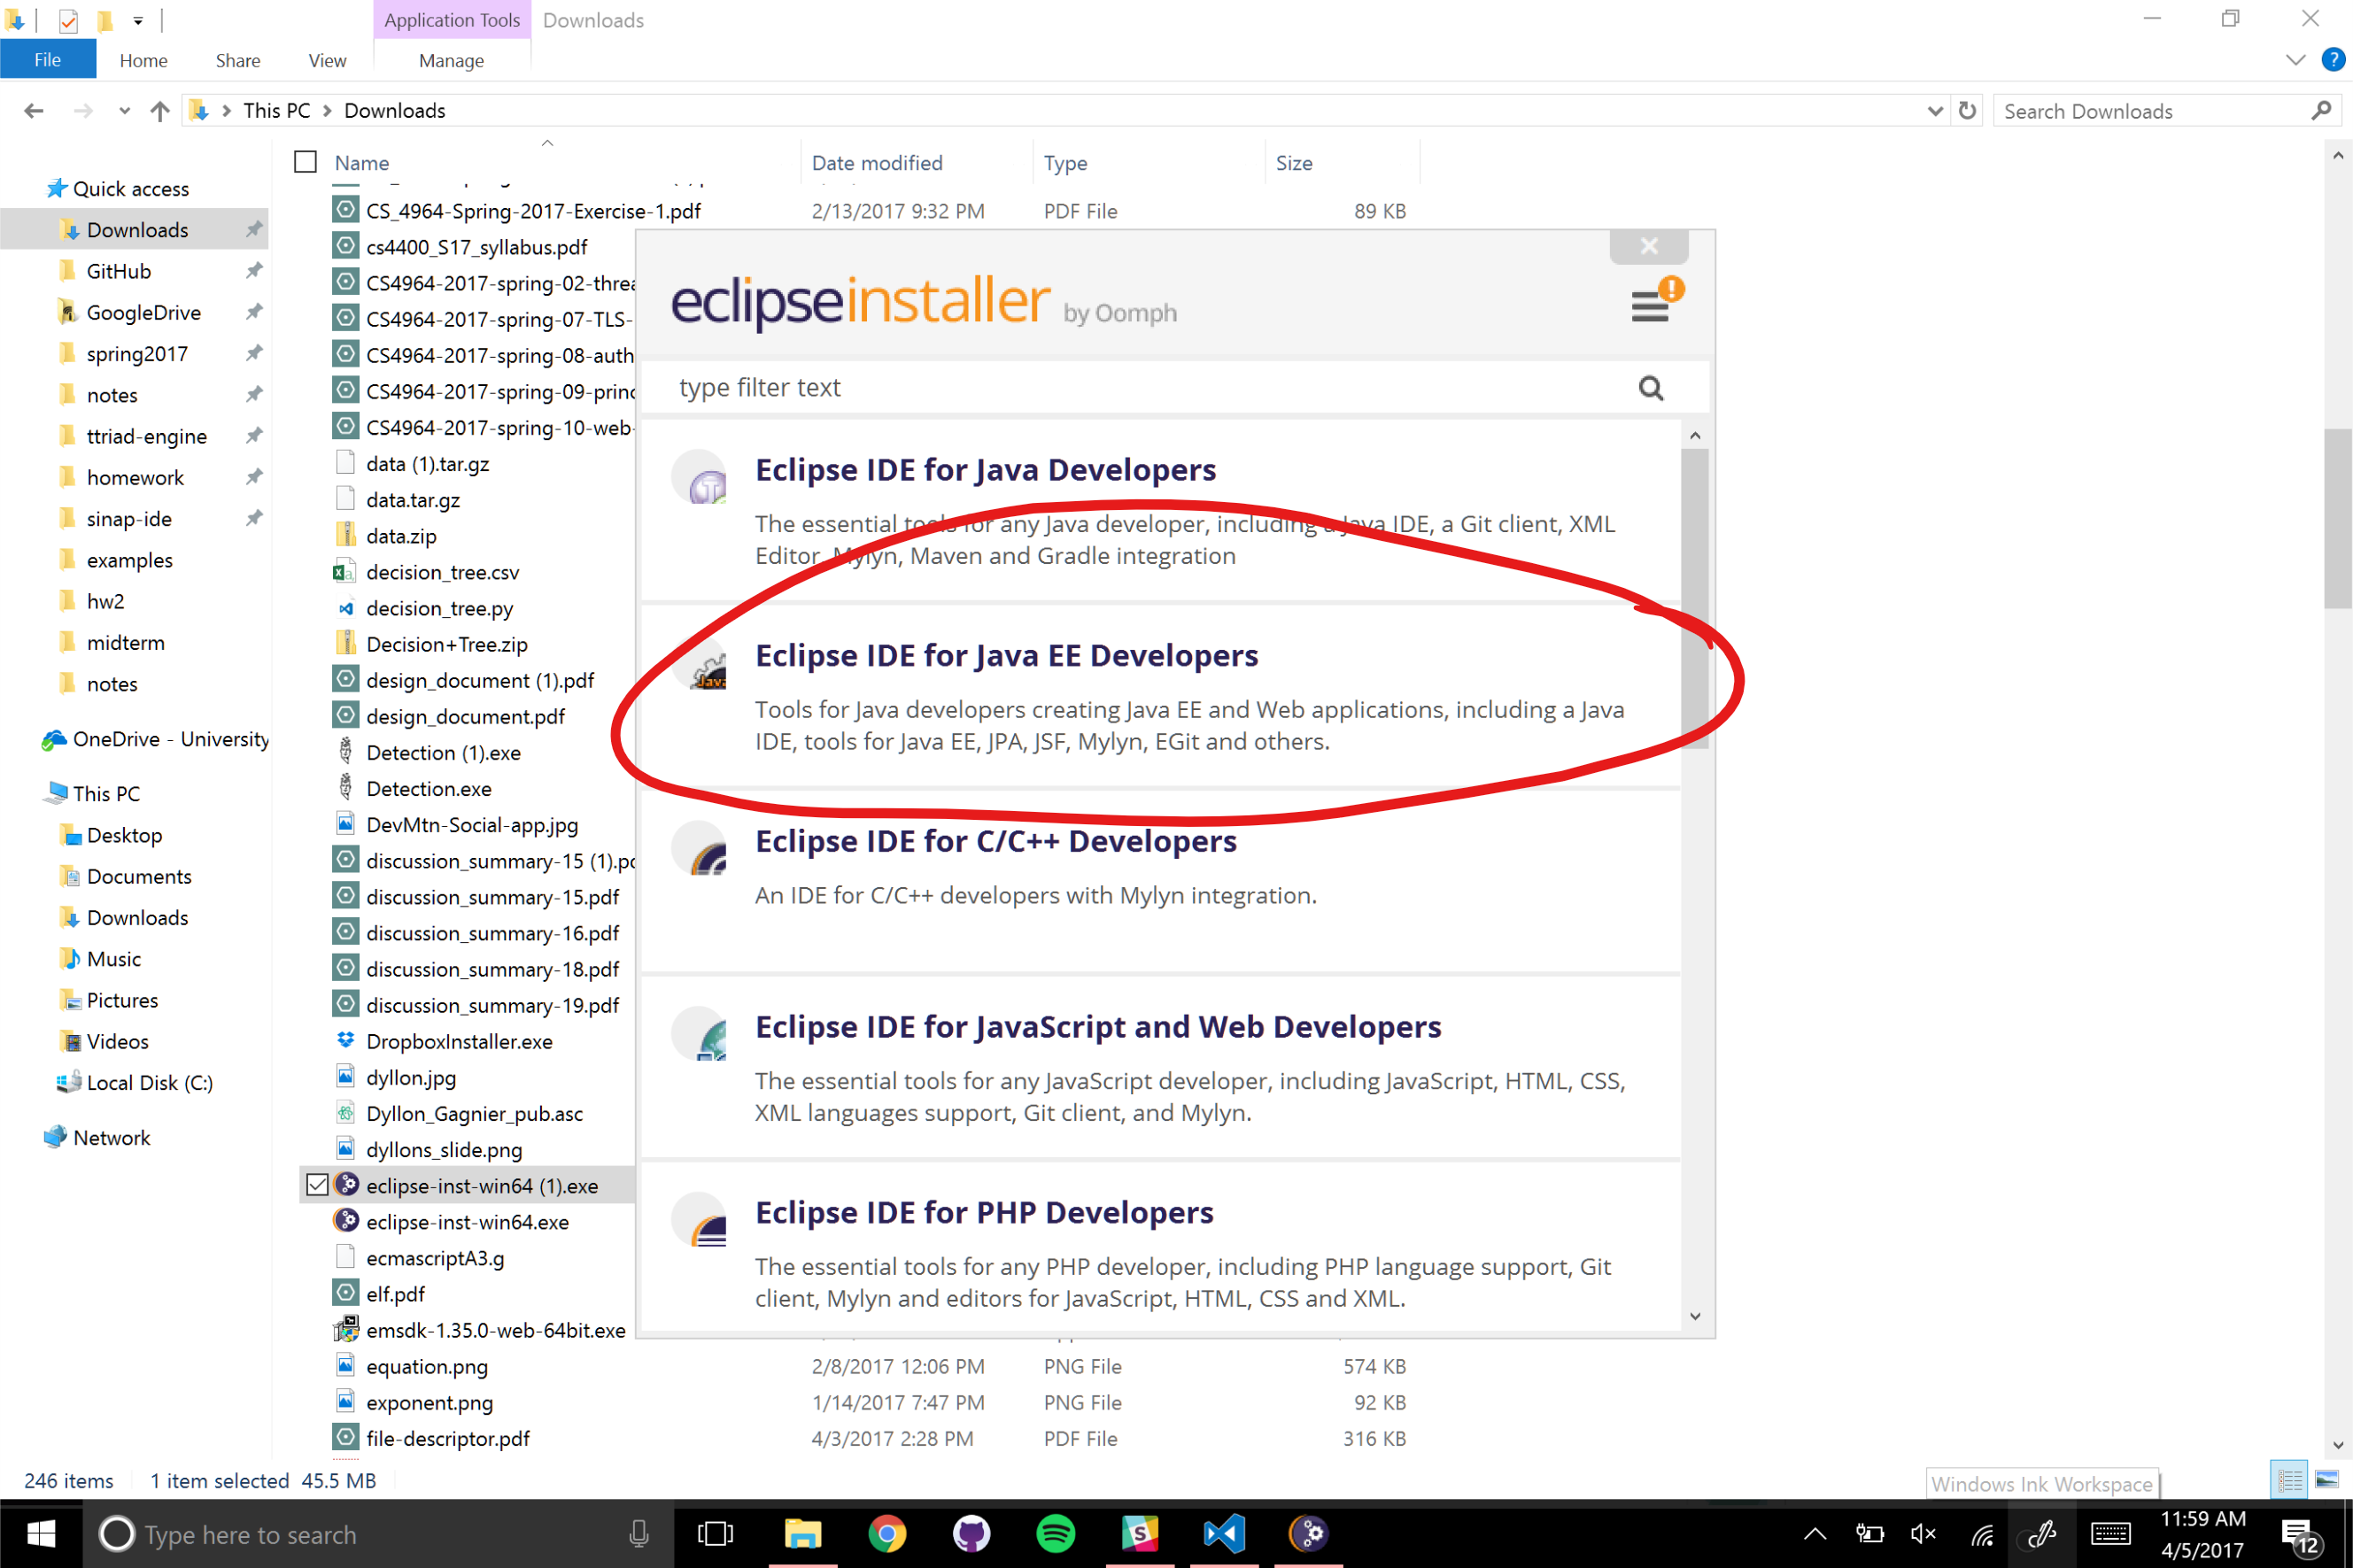 Application Tools
Downloads
File
Home
Share
View
Manage
This PC
Downloads
Search Downloads
Name
Date modified
Type
Size
Quick access
Downloads
GitHub
GoogleDrive
spring2017
notes
ttriad-engine
homework
sinap-ide
examples
hw2
midterm
notes
OneDrive - University
This PC
Desktop
Documents
Downloads
Music
Pictures
Videos
Local Disk (C:)
Network
CS_4964-Spring-2017-Exercise-1.pdf 2/13/2017 9:32 PM PDF File 89 KB
cs4400_S17_syllabus.pdf
CS4964-2017-spring-02-threa
CS4964-2017-spring-07-TLS-
CS4964-2017-spring-08-auth
CS4964-2017-spring-09-princ
CS4964-2017-spring-10-web-
data (1).tar.gz
data.tar.gz
data.zip
decision_tree.csv
decision_tree.py
Decision+Tree.zip
design_document (1).pdf
design_document.pdf
Detection (1).exe
Detection.exe
DevMtn-Social-app.jpg
discussion_summary-15 (1).pd
discussion_summary-15.pdf
discussion_summary-16.pdf
discussion_summary-18.pdf
discussion_summary-19.pdf
DropboxInstaller.exe
dyllon.jpg
Dyllon_Gagnier_pub.asc
dyllons_slide.png
eclipse-inst-win64 (1).exe
eclipse-inst-win64.exe
ecmascriptA3.g
elf.pdf
emsdk-1.35.0-web-64bit.exe
equation.png 2/8/2017 12:06 PM PNG File 574 KB
exponent.png 1/14/2017 7:47 PM PNG File 92 KB
file-descriptor.pdf 4/3/2017 2:28 PM PDF File 316 KB
eclipseinstaller by Oomph
type filter text
Eclipse IDE for Java Developers
The essential tools for any Java developer, including a Java IDE, a Git client, XML
Editor, Mylyn, Maven and Gradle integration
Eclipse IDE for Java EE Developers
Tools for Java developers creating Java EE and Web applications, including a Java
IDE, tools for Java EE, JPA, JSF, Mylyn, EGit and others.
Eclipse IDE for C/C++ Developers
An IDE for C/C++ developers with Mylyn integration.
Eclipse IDE for JavaScript and Web Developers
The essential tools for any JavaScript developer, including JavaScript, HTML, CSS,
XML languages support, Git client, and Mylyn.
Eclipse IDE for PHP Developers
The essential tools for any PHP developer, including PHP language support, Git
client, Mylyn and editors for JavaScript, HTML, CSS and XML.
246 items
1 item selected 45.5 MB
Windows Ink Workspace
Type here to search
11:59 AM
4/5/2017
12